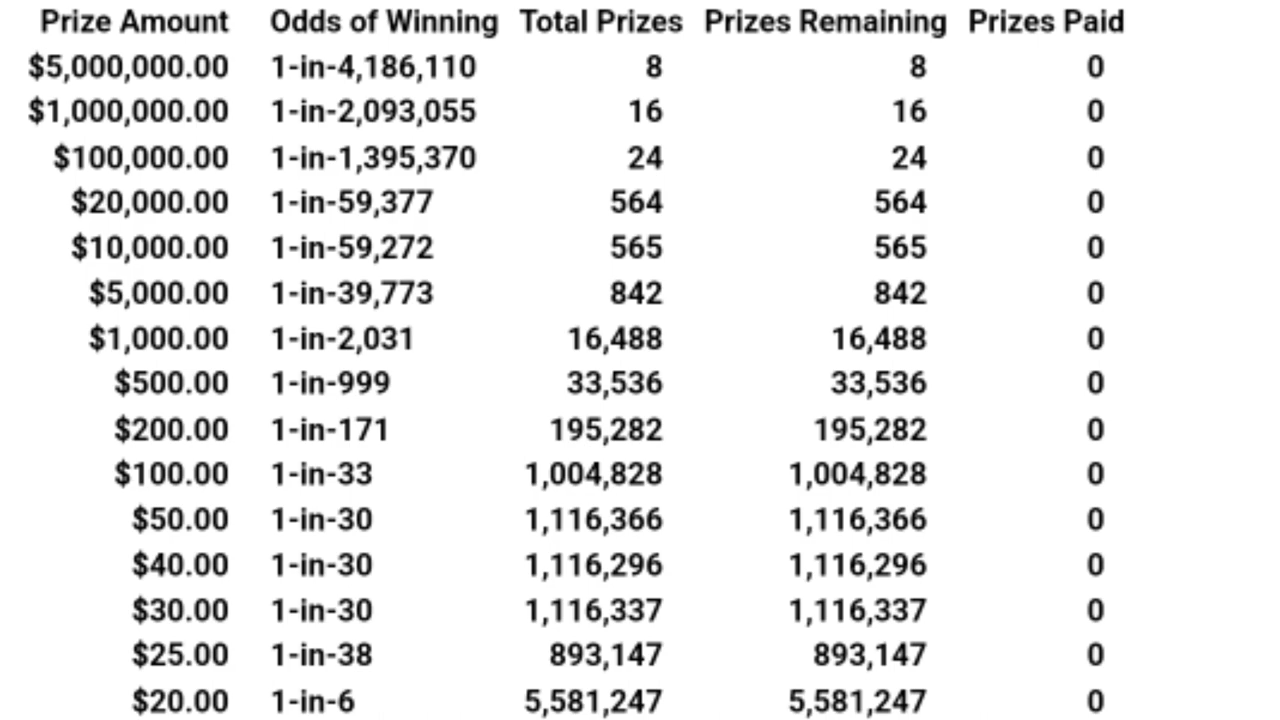 Prize Amount Odds of Winning Total Prizes Prizes Remaining Prizes Paid
$5,000,000.00 1-in-4,186,110 8 8 0
$1,000,000.00 1-in-2,093,055 16 16 0
$100,000.00 1-in-1,395,370 24 24 0
$20,000.00 1-in-59,377 564 564 0
$10,000.00 1-in-59,272 565 565 0
$5,000.00 1-in-39,773 842 842 0
$1,000.00 1-in-2,031 16,488 16,488 0
$500.00 1-in-999 33,536 33,536 0
$200.00 1-in-171 195,282 195,282 0
$100.00 1-in-33 1,004,828 1,004,828 0
$50.00 1-in-30 1,116,366 1,116,366 0
$40.00 1-in-30 1,116,296 1,116,296 0
$30.00 1-in-30 1,116,337 1,116,337 0
$25.00 1-in-38 893,147 893,147 0
$20.00 1-in-6 5,581,247 5,581,247 0